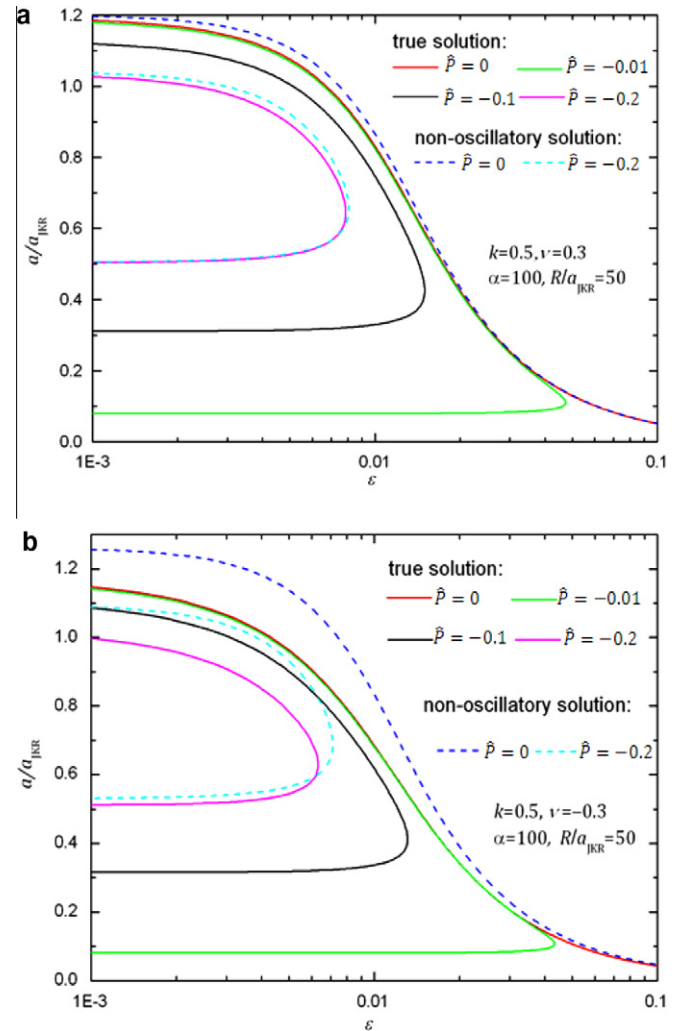 a
1.2
1.0
0.8
0.6
0.4
0.2
0.0
a/a_JKR
true solution:
P̂ = 0 P̂ = −0.01
P̂ = −0.1 P̂ = −0.2
non-oscillatory solution:
P̂ = 0 P̂ = −0.2
k=0.5, ν=0.3
α=100, R/a_JKR=50
1E-3 0.01 0.1
ε
b
1.2
1.0
0.8
0.6
0.4
0.2
0.0
a/a_JKR
true solution:
P̂ = 0 P̂ = −0.01
P̂ = −0.1 P̂ = −0.2
non-oscillatory solution:
P̂ = 0 P̂ = −0.2
k=0.5, ν=−0.3
α=100, R/a_JKR=50
1E-3 0.01 0.1
ε